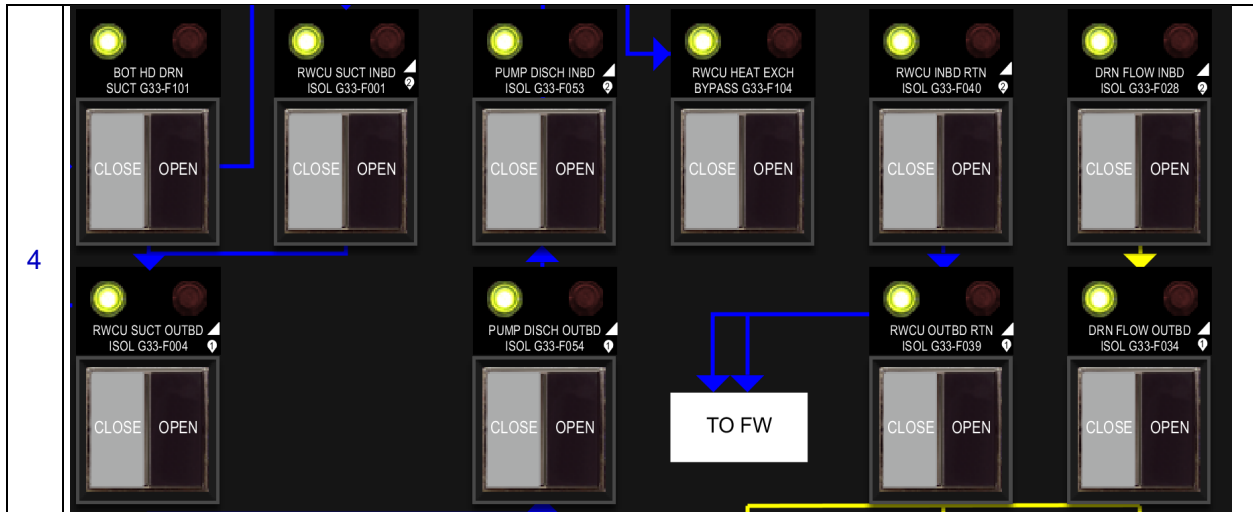 4
BOT HD DRN
SUCT G33-F101
CLOSE OPEN
RWCU SUCT INBD
ISOL G33-F001 2
CLOSE OPEN
PUMP DISCH INBD
ISOL G33-F053 2
CLOSE OPEN
RWCU HEAT EXCH
BYPASS G33-F104
CLOSE OPEN
RWCU INBD RTN
ISOL G33-F040 2
CLOSE OPEN
DRN FLOW INBD
ISOL G33-F028 2
CLOSE OPEN
RWCU SUCT OUTBD
ISOL G33-F004 1
CLOSE OPEN
PUMP DISCH OUTBD
ISOL G33-F054 1
CLOSE OPEN
TO FW
RWCU OUTBD RTN
ISOL G33-F039 1
CLOSE OPEN
DRN FLOW OUTBD
ISOL G33-F034 1
CLOSE OPEN